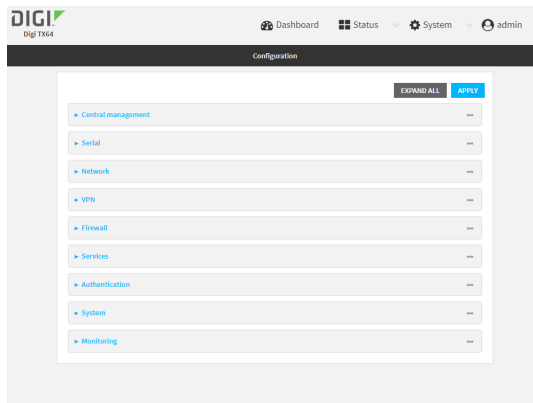 DIGI
Digi TX64
Dashboard Status System admin
Configuration
EXPAND ALL APPLY
Central management
Serial
Network
VPN
Firewall
Services
Authentication
System
Monitoring